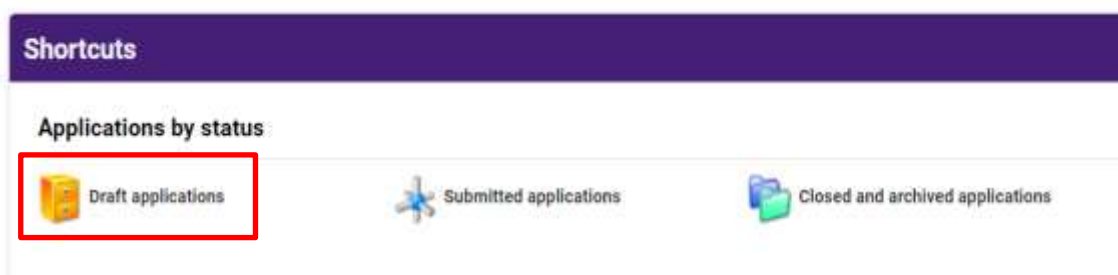 Shortcuts
Applications by status
Draft applications
Submitted applications
Closed and archived applications